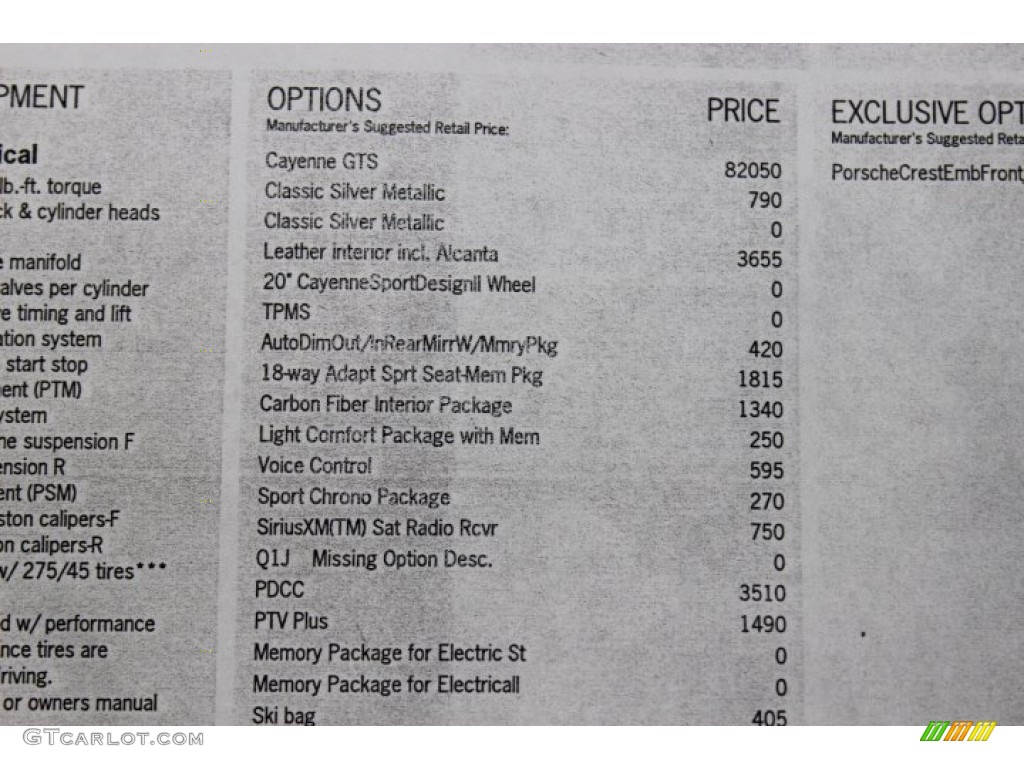 PMENT
ical
lb.-ft. torque
ck & cylinder heads
e manifold
alves per cylinder
e timing and lift
ation system
start stop
ent (PTM)
ystem
ne suspension F
ension R
ent (PSM)
ston calipers-F
on calipers-R
w/ 275/45 tires***
d w/ performance
nce tires are
riving.
or owners manual
OPTIONS PRICE
Manufacturer's Suggested Retail Price:
Cayenne GTS 82050
Classic Silver Metallic 790
Classic Silver Metallic 0
Leather interior incl. Alcanta 3655
20" CayenneSportDesignII Wheel 0
TPMS 0
AutoDimOut/InRearMirrW/MmryPkg 420
18-way Adapt Sprt Seat-Mem Pkg 1815
Carbon Fiber Interior Package 1340
Light Comfort Package with Mem 250
Voice Control 595
Sport Chrono Package 270
SiriusXM(TM) Sat Radio Rcvr 750
Q1J Missing Option Desc. 0
PDCC 3510
PTV Plus 1490
Memory Package for Electric St 0
Memory Package for Electricall 0
Ski bag 405
EXCLUSIVE OPT
Manufacturer's Suggested Reta
PorscheCrestEmbFront
GTCARLOT.COM